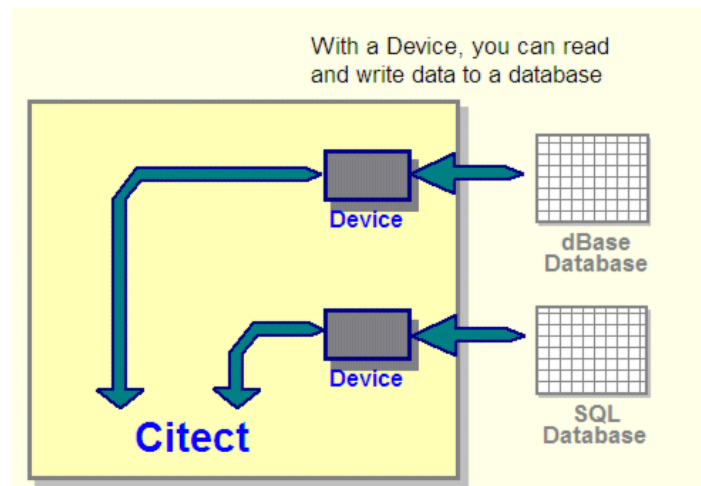 With a Device, you can read
and write data to a database
Device
dBase
Database
Device
SQL
Database
Citect